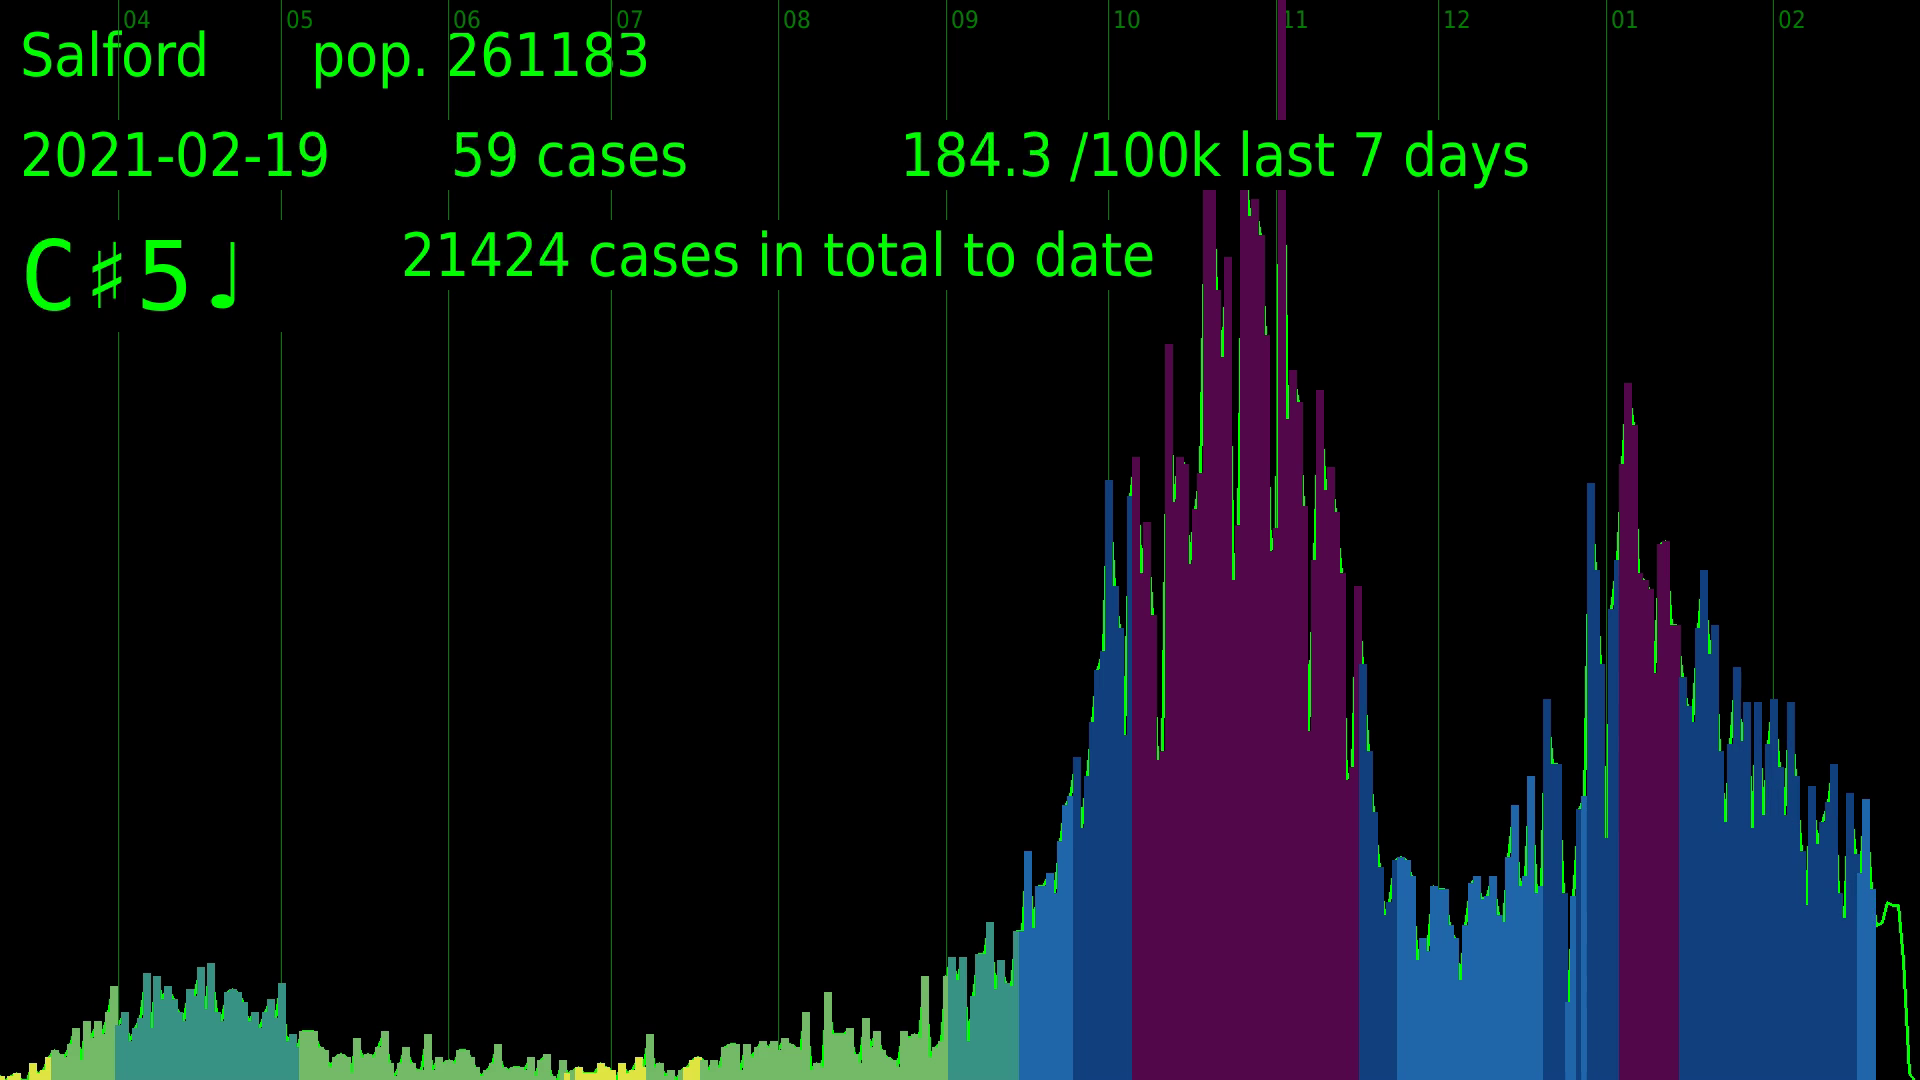 04 05 06 07 08 09 10 11 12 01 02
Salford pop. 261183
2021-02-19 59 cases 184.3 /100k last 7 days
C♯5♩ 21424 cases in total to date